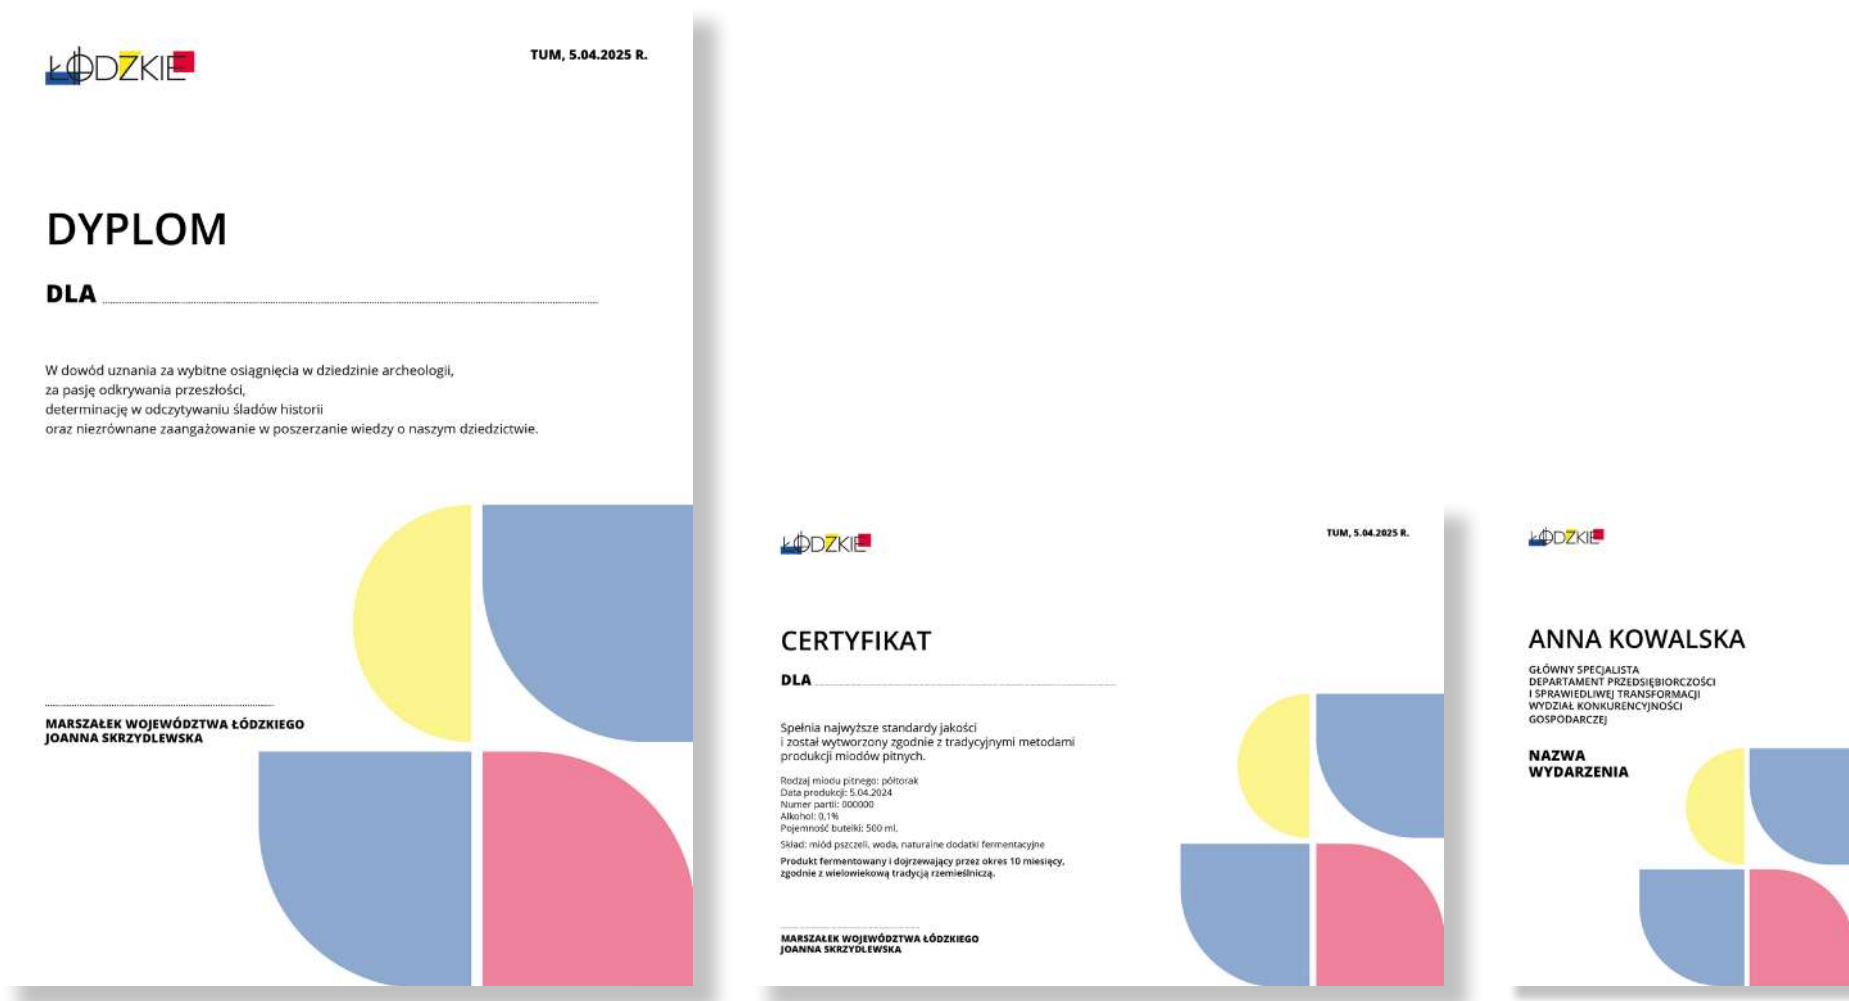 ŁÓDZKIE
TUM, 5.04.2025 R.
DYPLOM
DLA
W dowód uznania za wybitne osiągnięcia w dziedzinie archeologii,
za pasję odkrywania przeszłości,
determinację w odczytywaniu śladów historii
oraz niezrównane zaangażowanie w poszerzanie wiedzy o naszym dziedzictwie.
MARSZAŁEK WOJEWÓDZTWA ŁÓDZKIEGO
JOANNA SKRZYDLEWSKA
ŁÓDZKIE
TUM, 5.04.2025 R.
CERTYFIKAT
DLA
Spełnia najwyższe standardy jakości
i został wytworzony zgodnie z tradycyjnymi metodami
produkcji miodów pitnych.
Rodzaj miodu pitnego: półtorak
Data produkcji: 5.04.2024
Numer partii: 000000
Alkohol: 0,1%
Pojemność butelki: 500 ml,
Skład: miód pszczeli, woda, naturalne dodatki fermentacyjne
Produkt fermentowany i dojrzewający przez okres 10 miesięcy,
zgodnie z wielowiekową tradycją rzemieślniczą.
MARSZAŁEK WOJEWÓDZTWA ŁÓDZKIEGO
JOANNA SKRZYDLEWSKA
ŁÓDZKIE
ANNA KOWALSKA
GŁÓWNY SPECJALISTA
DEPARTAMENT PRZEDSIĘBIORCZOŚCI
I SPRAWIEDLIWEJ TRANSFORMACJI
WYDZIAŁ KONKURENCYJNOŚCI
GOSPODARCZEJ
NAZWA
WYDARZENIA